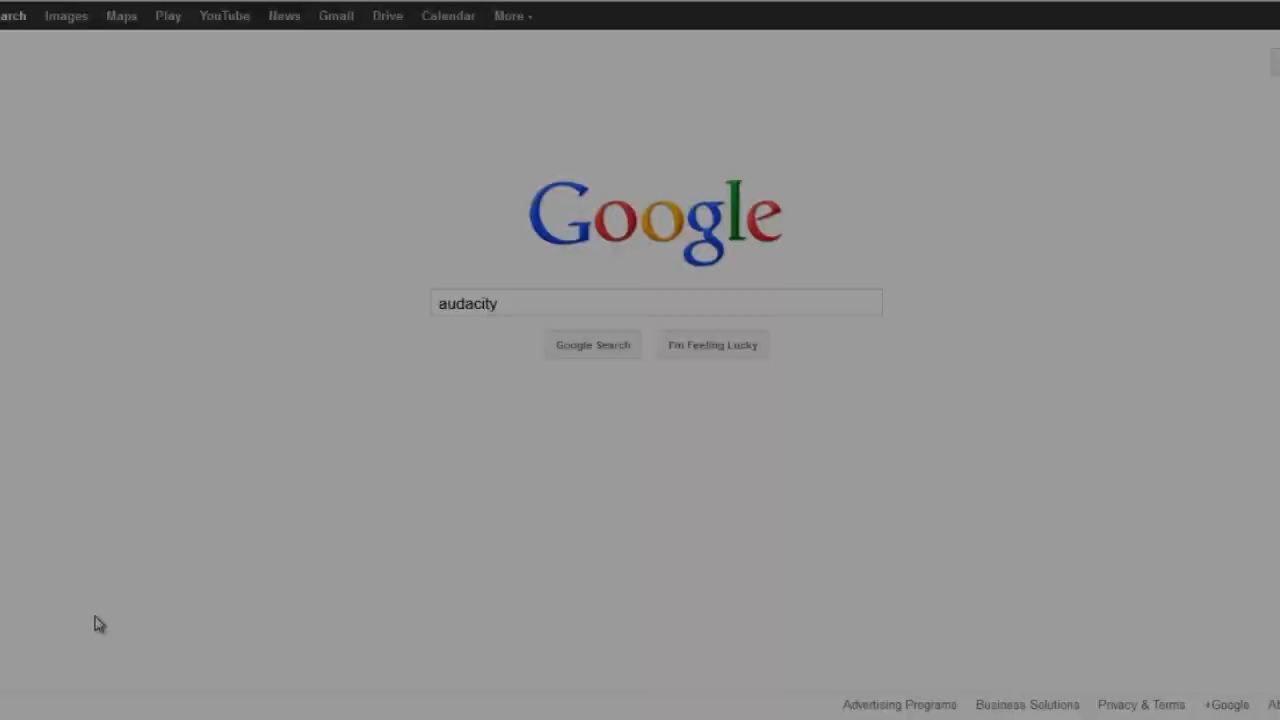 arch Images Maps Play YouTube News Gmail Drive Calendar More
Google
audacity
Google Search I'm Feeling Lucky
Advertising Programs Business Solutions Privacy & Terms +Google Ab